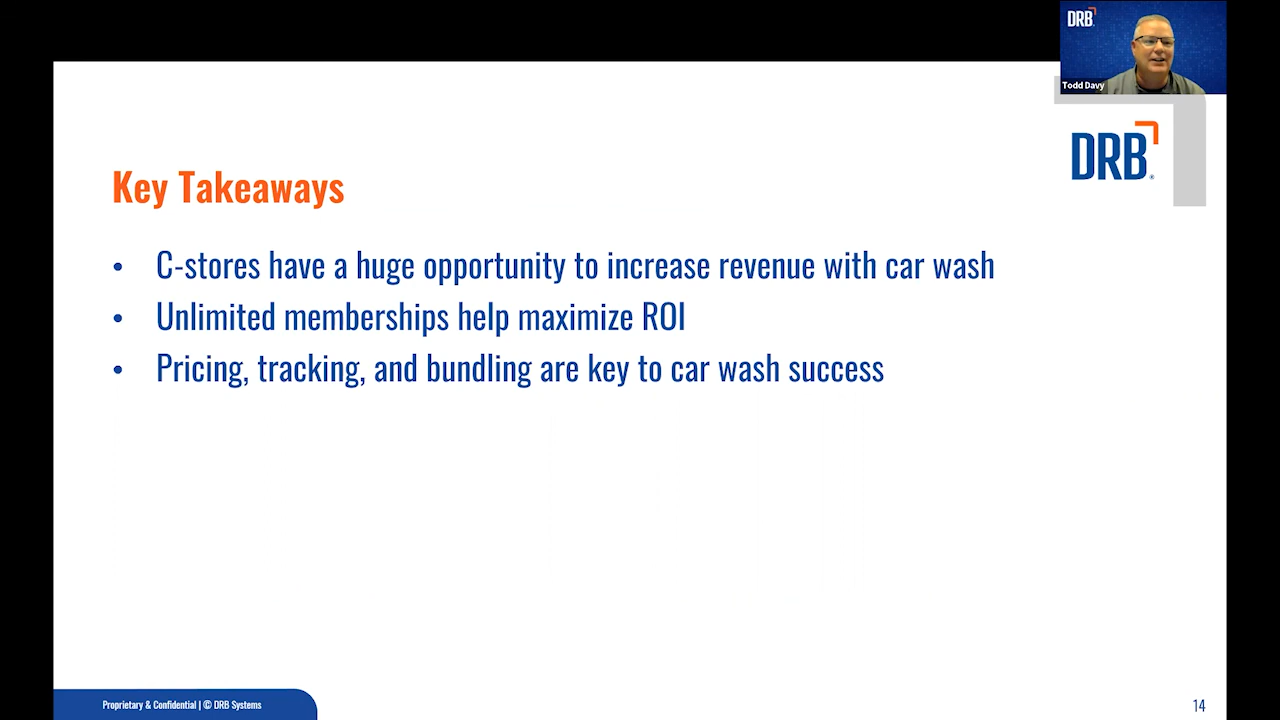 DRB
Todd Davy
DRB
Key Takeaways
• C-stores have a huge opportunity to increase revenue with car wash
• Unlimited memberships help maximize ROI
• Pricing, tracking, and bundling are key to car wash success
Proprietary & Confidential | © DRB Systems
14